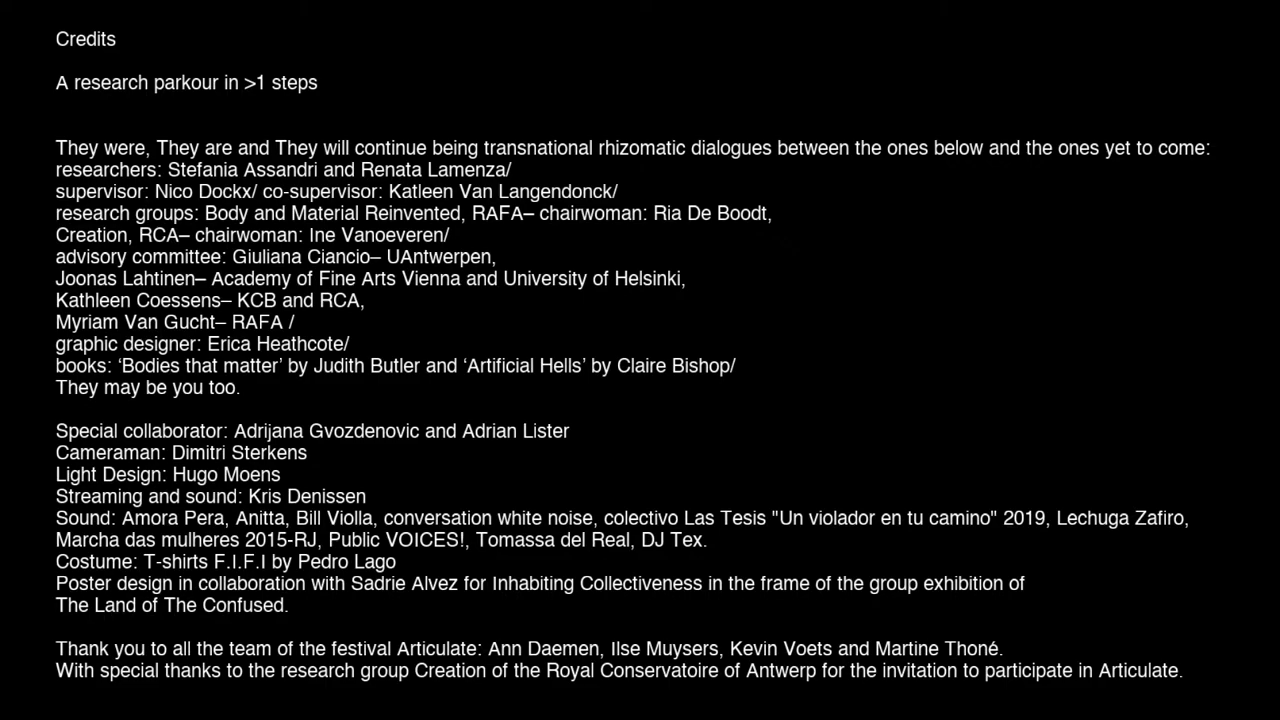 Credits
A research parkour in >1 steps
They were, They are and They will continue being transnational rhizomatic dialogues between the ones below and the ones yet to come:
researchers: Stefania Assandri and Renata Lamenza/
supervisor: Nico Dockx/ co-supervisor: Katleen Van Langendonck/
research groups: Body and Material Reinvented, RAFA– chairwoman: Ria De Boodt,
Creation, RCA– chairwoman: Ine Vanoeveren/
advisory committee: Giuliana Ciancio– UAntwerpen,
Joonas Lahtinen– Academy of Fine Arts Vienna and University of Helsinki,
Kathleen Coessens– KCB and RCA,
Myriam Van Gucht– RAFA /
graphic designer: Erica Heathcote/
books: ‘Bodies that matter’ by Judith Butler and ‘Artificial Hells’ by Claire Bishop/
They may be you too.
Special collaborator: Adrijana Gvozdenovic and Adrian Lister
Cameraman: Dimitri Sterkens
Light Design: Hugo Moens
Streaming and sound: Kris Denissen
Sound: Amora Pera, Anitta, Bill Violla, conversation white noise, colectivo Las Tesis "Un violador en tu camino" 2019, Lechuga Zafiro,
Marcha das mulheres 2015-RJ, Public VOICES!, Tomassa del Real, DJ Tex.
Costume: T-shirts F.I.F.I by Pedro Lago
Poster design in collaboration with Sadrie Alvez for Inhabiting Collectiveness in the frame of the group exhibition of
The Land of The Confused.
Thank you to all the team of the festival Articulate: Ann Daemen, Ilse Muysers, Kevin Voets and Martine Thoné.
With special thanks to the research group Creation of the Royal Conservatoire of Antwerp for the invitation to participate in Articulate.